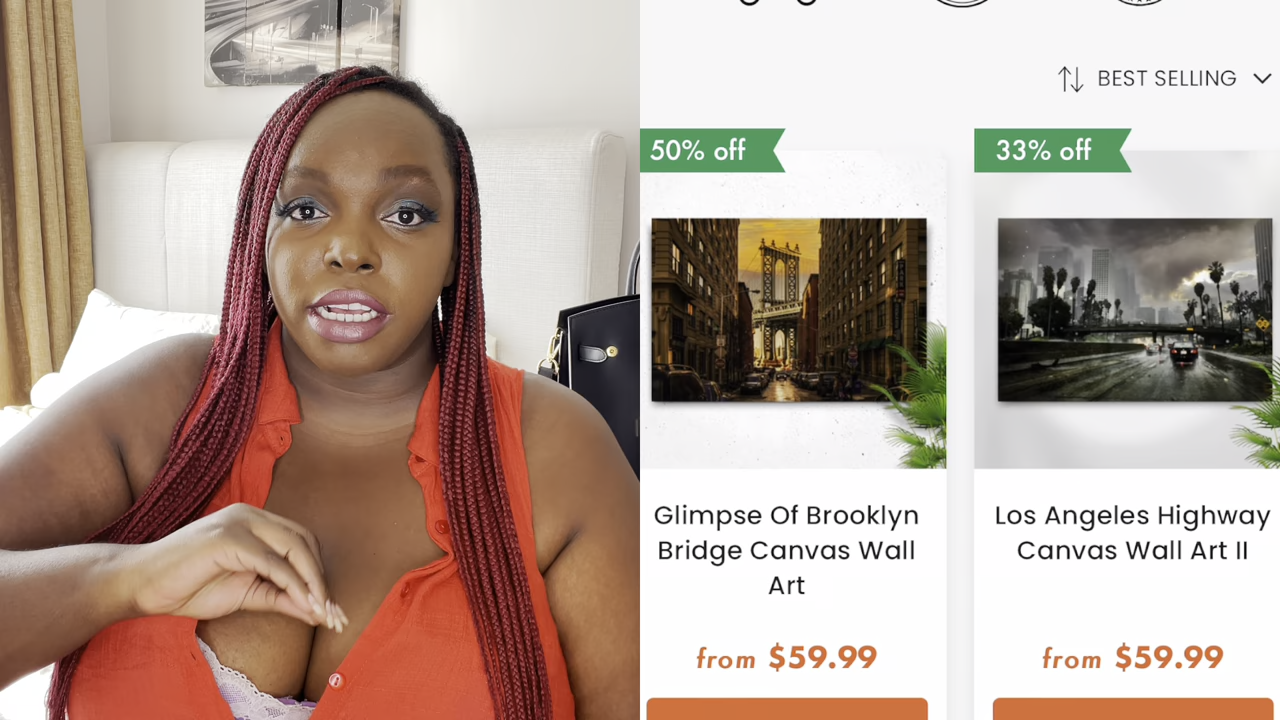 BEST SELLING
50% off
33% off
Glimpse Of Brooklyn
Bridge Canvas Wall
Art
Los Angeles Highway
Canvas Wall Art II
from $59.99
from $59.99